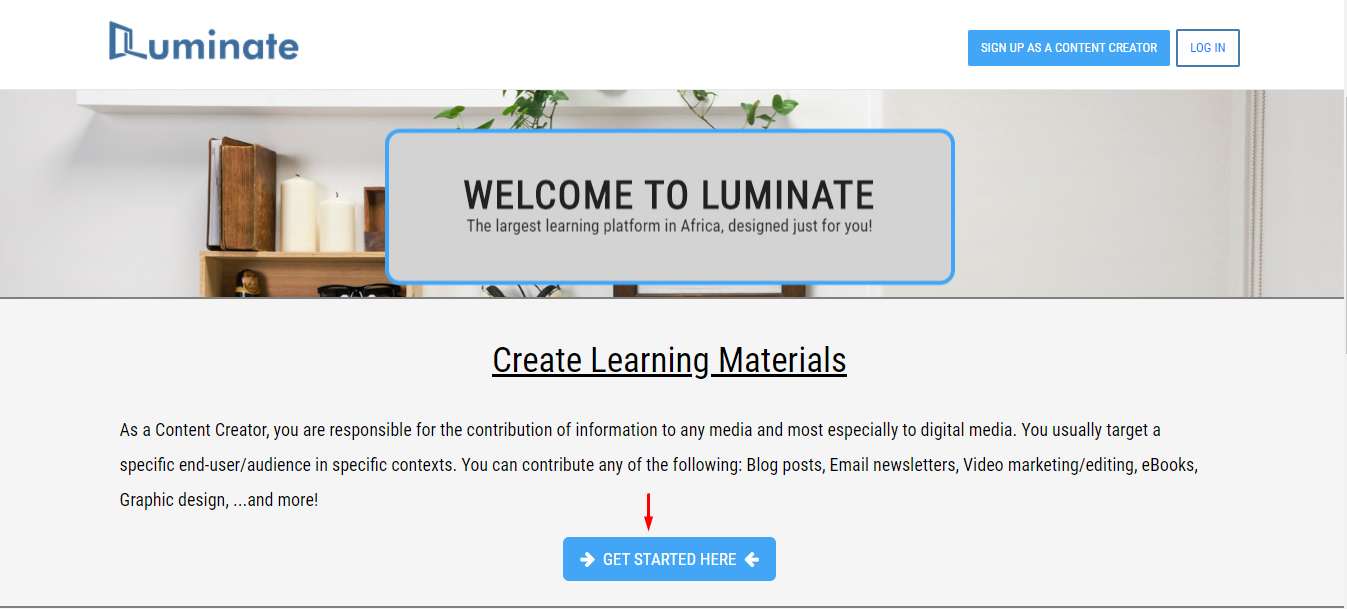 Luminate
SIGN UP AS A CONTENT CREATOR
LOG IN
WELCOME TO LUMINATE
The largest learning platform in Africa, designed just for you!
Create Learning Materials
As a Content Creator, you are responsible for the contribution of information to any media and most especially to digital media. You usually target a
specific end-user/audience in specific contexts. You can contribute any of the following: Blog posts, Email newsletters, Video marketing/editing, eBooks,
Graphic design, ...and more!
GET STARTED HERE